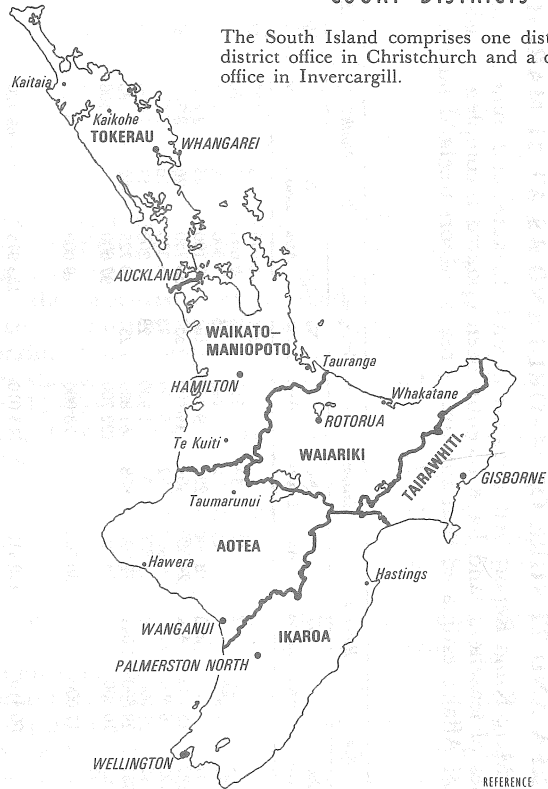 The South Island comprises one
district office in Christchurch and a
office in Invercargill.
Kaitaia
Kaikohe
TOKERAU
WHANGAREI
AUCKLAND
WAIKATO–
MANIOPOTO
Tauranga
HAMILTON
Whakatane
ROTORUA
Te Kuiti
WAIARIKI
TAIRAWHITI
GISBORNE
Taumarunui
AOTEA
Hawera
Hastings
WANGANUI
IKAROA
PALMERSTON NORTH
WELLINGTON
REFERENCE